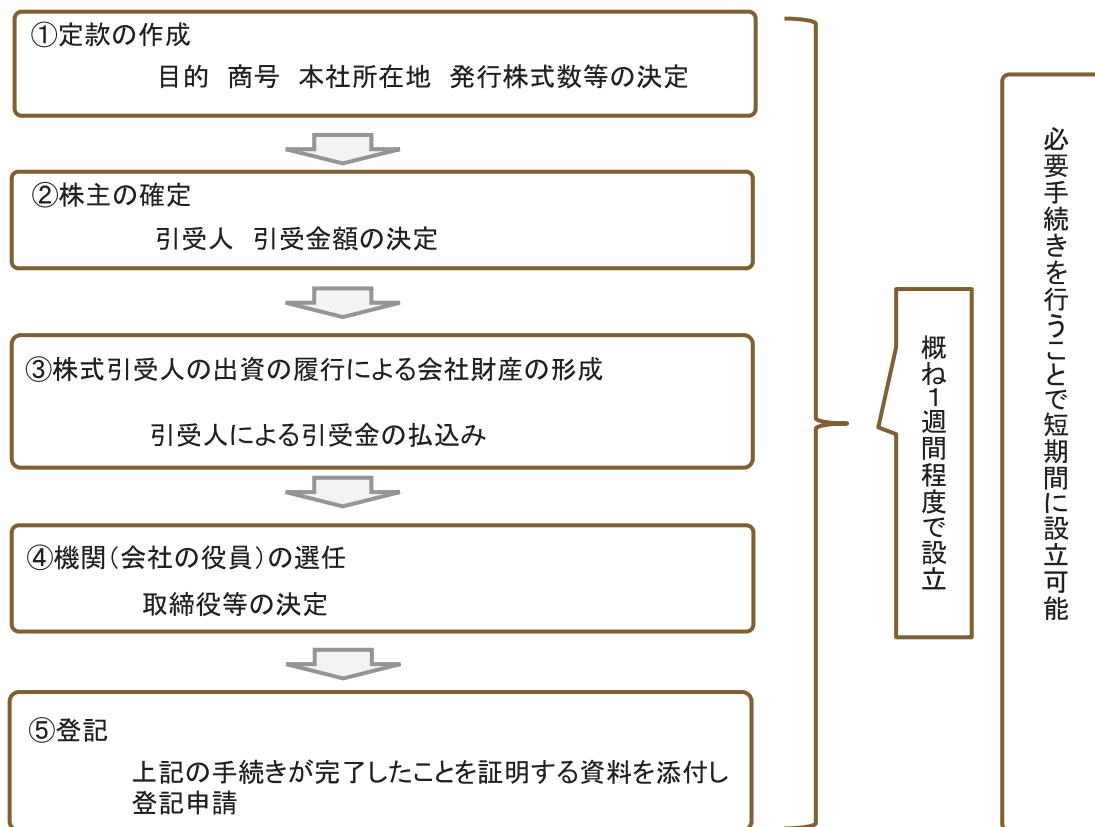 ①定款の作成
目的 商号 本社所在地 発行株式数等の決定
②株主の確定
引受人 引受金額の決定
③株式引受人の出資の履行による会社財産の形成
引受人による引受金の払込み
④機関（会社の役員）の選任
取締役等の決定
⑤登記
上記の手続きが完了したことを証明する資料を添付し
登記申請
概ね1週間程度で設立
必要手続きを行うことで短期間に設立可能